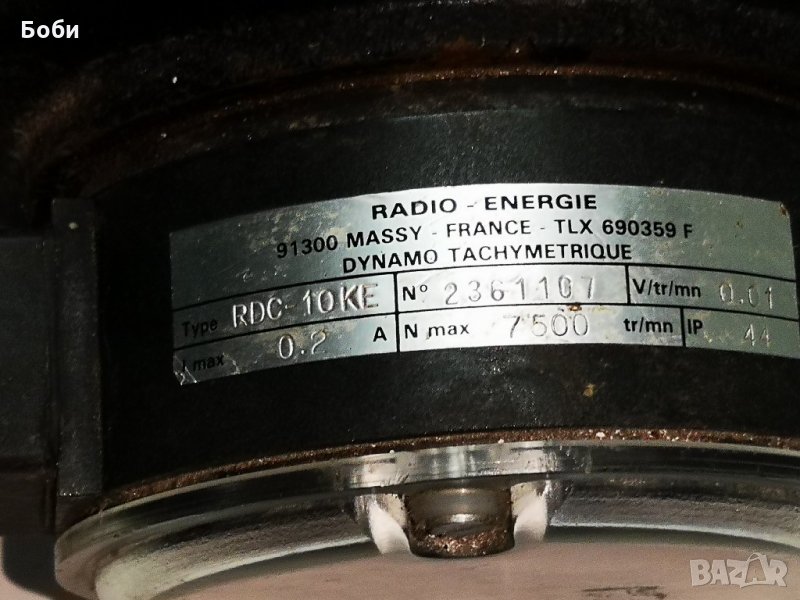 Боби
RADIO - ENERGIE
91300 MASSY - FRANCE - TLX 690359 F
DYNAMO TACHYMETRIQUE
Type RDC-10KE N° 2361107 V/tr/mn 0.01
I max 0.2 A N max 7500 tr/mn IP 44
BAZAR